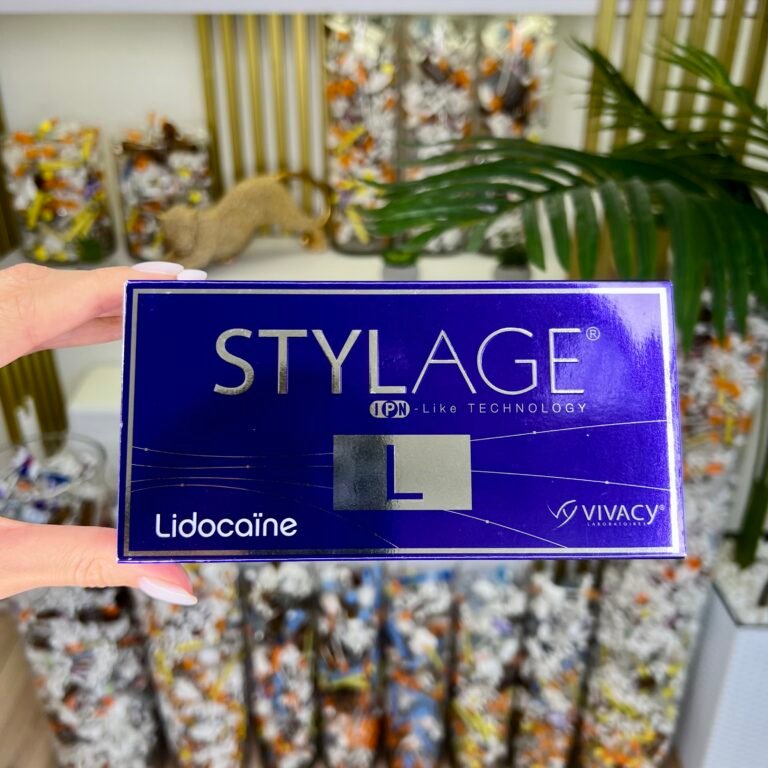 STYLAGE®
IPN-Like TECHNOLOGY
L
Lidocaïne
VIVACY®
LABORATOIRES